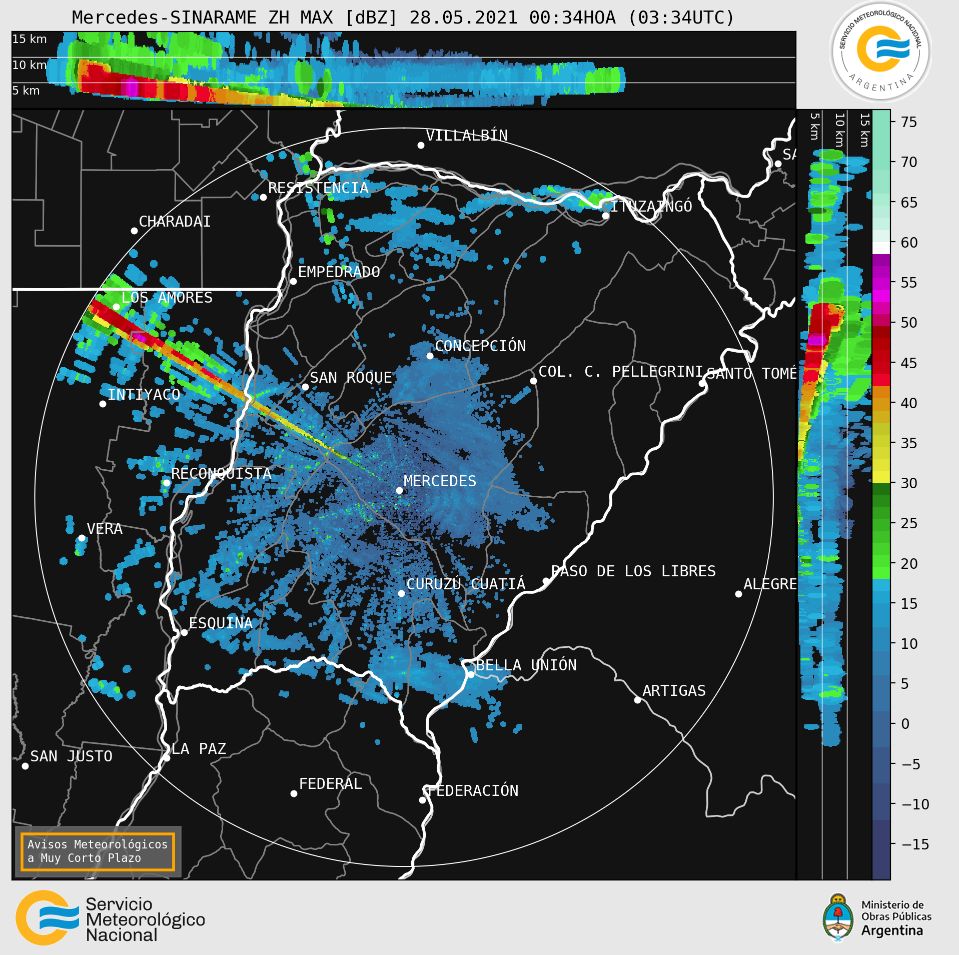 Mercedes-SINARAME ZH MAX [dBZ] 28.05.2021 00:34HOA (03:34UTC)
SERVICIO METEOROLÓGICO NACIONAL
ARGENTINA
15 km
10 km
5 km
5 km
10 km
15 km
VILLALBÍN
SA
RESISTENCIA
ITUZAINGÓ
CHARADAI
EMPEDRADO
LOS AMORES
CONCEPCIÓN
SAN ROQUE
COL. C. PELLEGRINI
SANTO TOMÉ
INTIYACO
RECONQUISTA
MERCEDES
VERA
CURUZÚ CUATIÁ
PASO DE LOS LIBRES
ALEGRE
ESQUINA
BELLA UNIÓN
ARTIGAS
SAN JUSTO
LA PAZ
FEDERAL
FEDERACIÓN
75
70
65
60
55
50
45
40
35
30
25
20
15
10
5
0
−5
−10
−15
Avisos Meteorológicos
a Muy Corto Plazo
Servicio
Meteorológico
Nacional
Ministerio de
Obras Públicas
Argentina